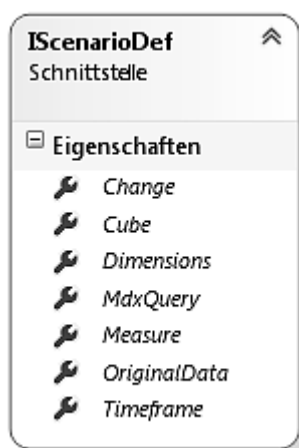 IScenarioDef
Schnittstelle
Eigenschaften
Change
Cube
Dimensions
MdxQuery
Measure
OriginalData
Timeframe